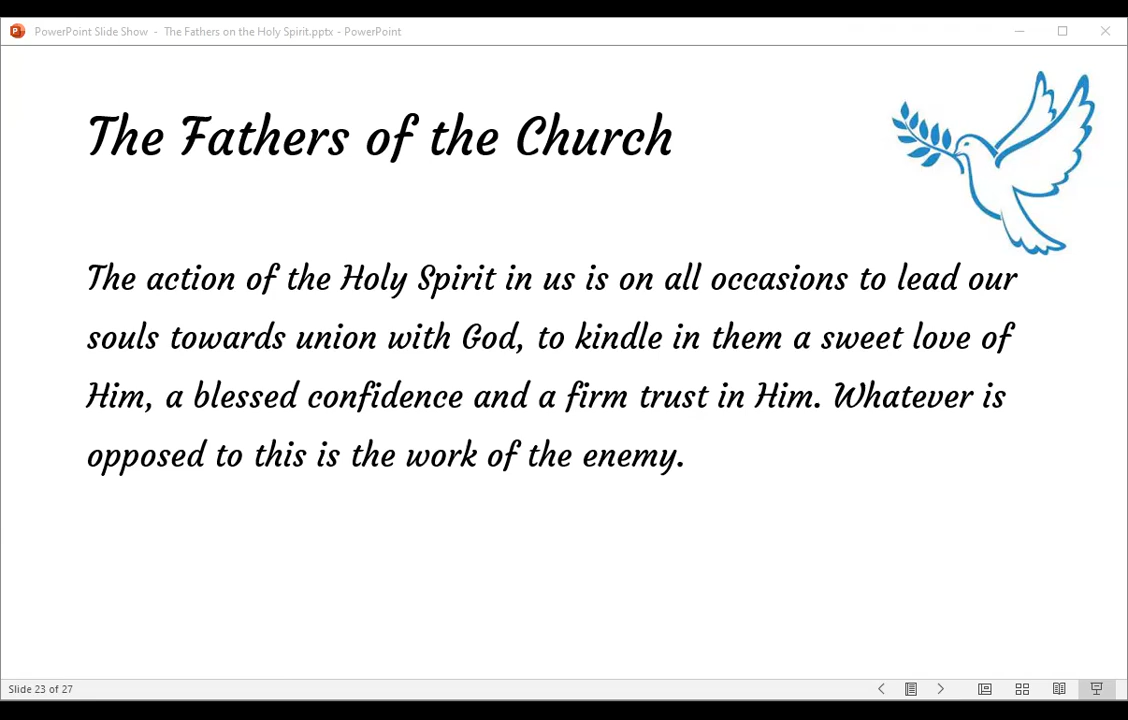 PowerPoint Slide Show - The Fathers on the Holy Spirit.pptx - PowerPoint
The Fathers of the Church
The action of the Holy Spirit in us is on all occasions to lead our
souls towards union with God, to kindle in them a sweet love of
Him, a blessed confidence and a firm trust in Him. Whatever is
opposed to this is the work of the enemy.
Slide 23 of 27